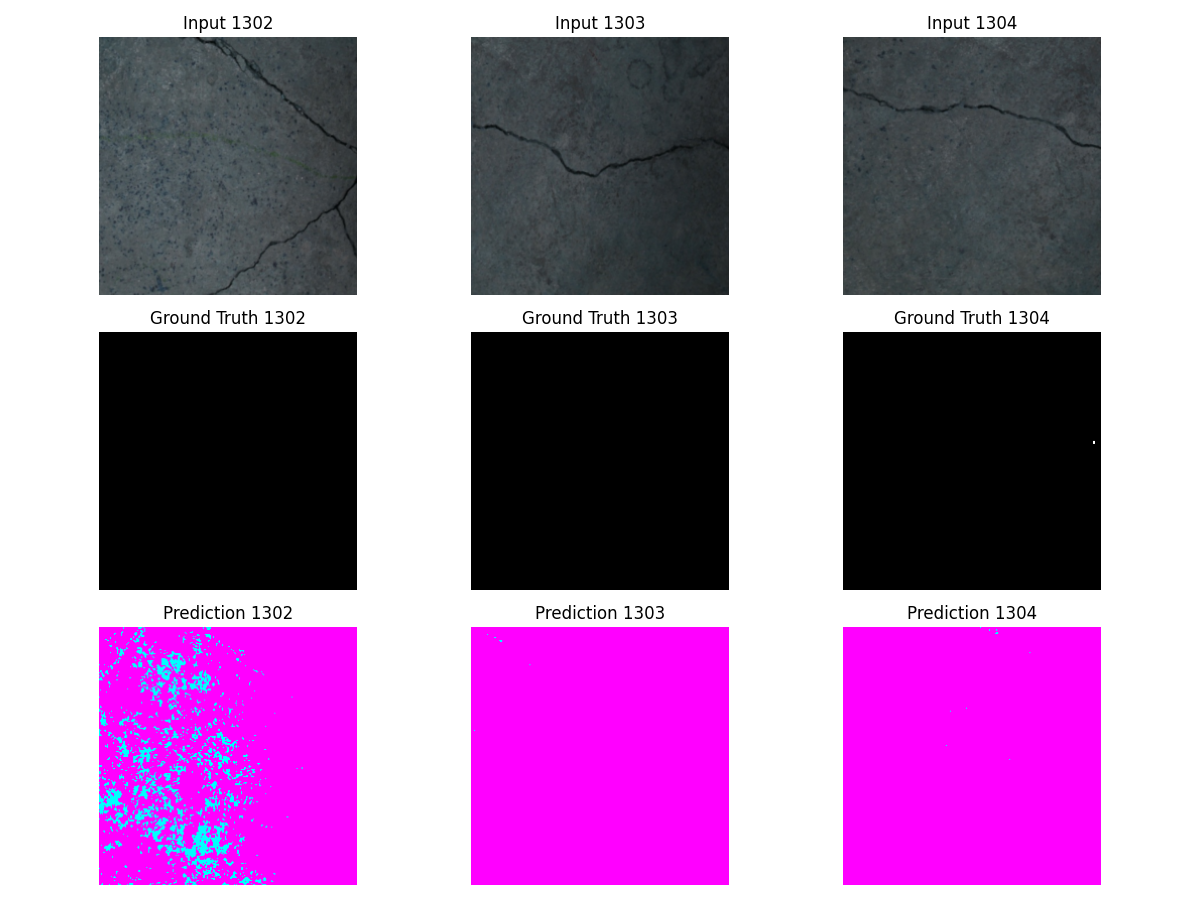 Input 1302
Input 1303
Input 1304
Ground Truth 1302
Ground Truth 1303
Ground Truth 1304
Prediction 1302
Prediction 1303
Prediction 1304